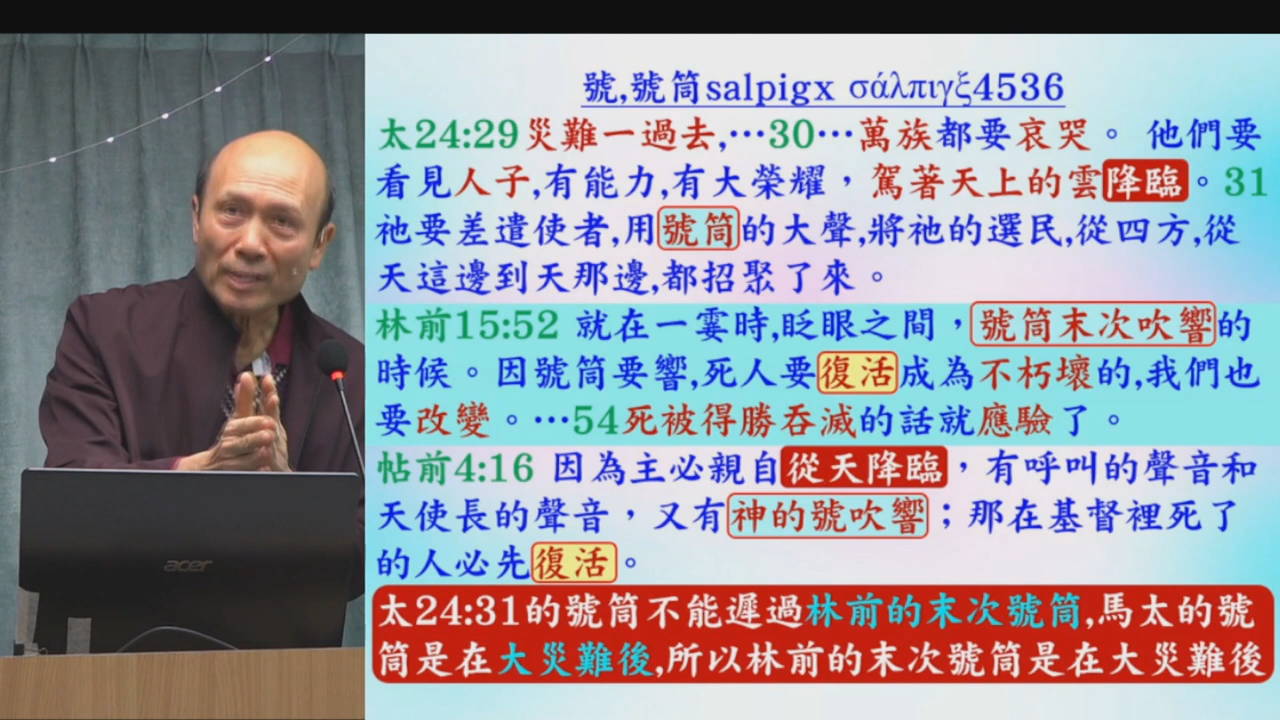 號,號筒salpigx σάλπιγξ4536
太24:29災難一過去,…30…萬族都要哀哭。 他們要
看見人子,有能力,有大榮耀，駕著天上的雲降臨。31
祂要差遣使者,用號筒的大聲,將祂的選民,從四方,從
天這邊到天那邊,都招聚了來。
林前15:52 就在一霎時,眨眼之間，號筒末次吹響的
時候。因號筒要響,死人要復活成為不朽壞的,我們也
要改變。…54死被得勝吞滅的話就應驗了。
帖前4:16 因為主必親自從天降臨，有呼叫的聲音和
天使長的聲音，又有神的號吹響；那在基督裡死了
的人必先復活。
太24:31的號筒不能遲過林前的末次號筒,馬太的號
筒是在大災難後,所以林前的末次號筒是在大災難後
acer